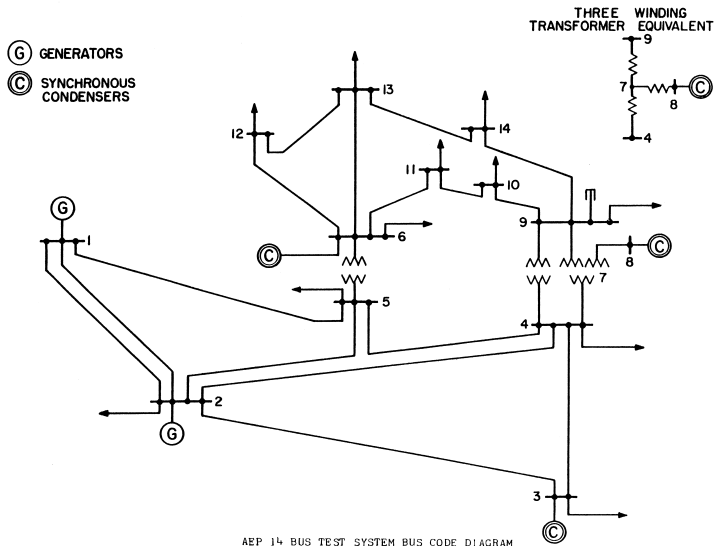 THREE WINDING
TRANSFORMER EQUIVALENT
9
7
C
8
4
G GENERATORS
C SYNCHRONOUS
CONDENSERS
13
12
14
11
10
9
6
C
G
1
C
8
7
5
4
2
G
3
C
AEP 14 BUS TEST SYSTEM BUS CODE DIAGRAM